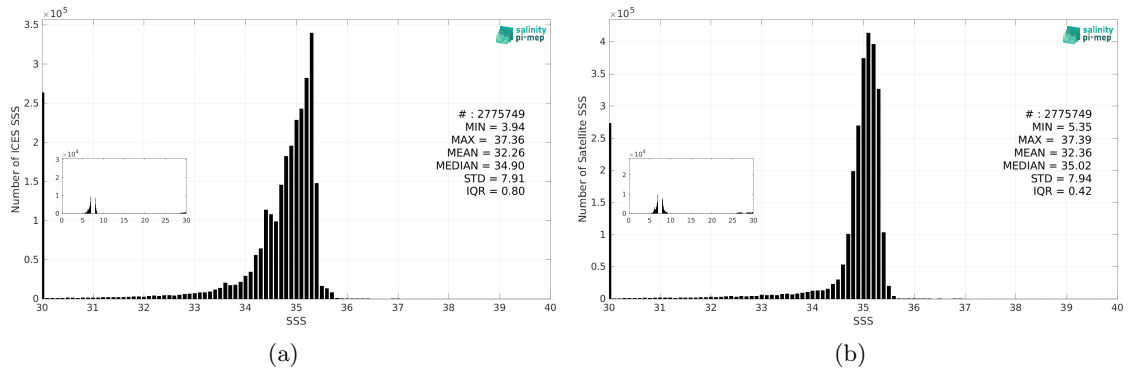 3.5 ×10^5
salinity
pi-mep
3
2.5
2
1.5
1
0.5
0
Number of ICES SSS
# : 2775749
MIN = 3.94
MAX = 37.36
MEAN = 32.26
MEDIAN = 34.90
STD = 7.91
IQR = 0.80
×10^4
3
2
1
0
0 5 10 15 20 25 30
30 31 32 33 34 35 36 37 38 39 40
SSS
(a)
×10^5
salinity
pi-mep
4
3.5
3
2.5
2
1.5
1
0.5
0
Number of Satellite SSS
# : 2775749
MIN = 5.35
MAX = 37.39
MEAN = 32.36
MEDIAN = 35.02
STD = 7.94
IQR = 0.42
×10^4
3
2
1
0
0 5 10 15 20 25 30
30 31 32 33 34 35 36 37 38 39 40
SSS
(b)